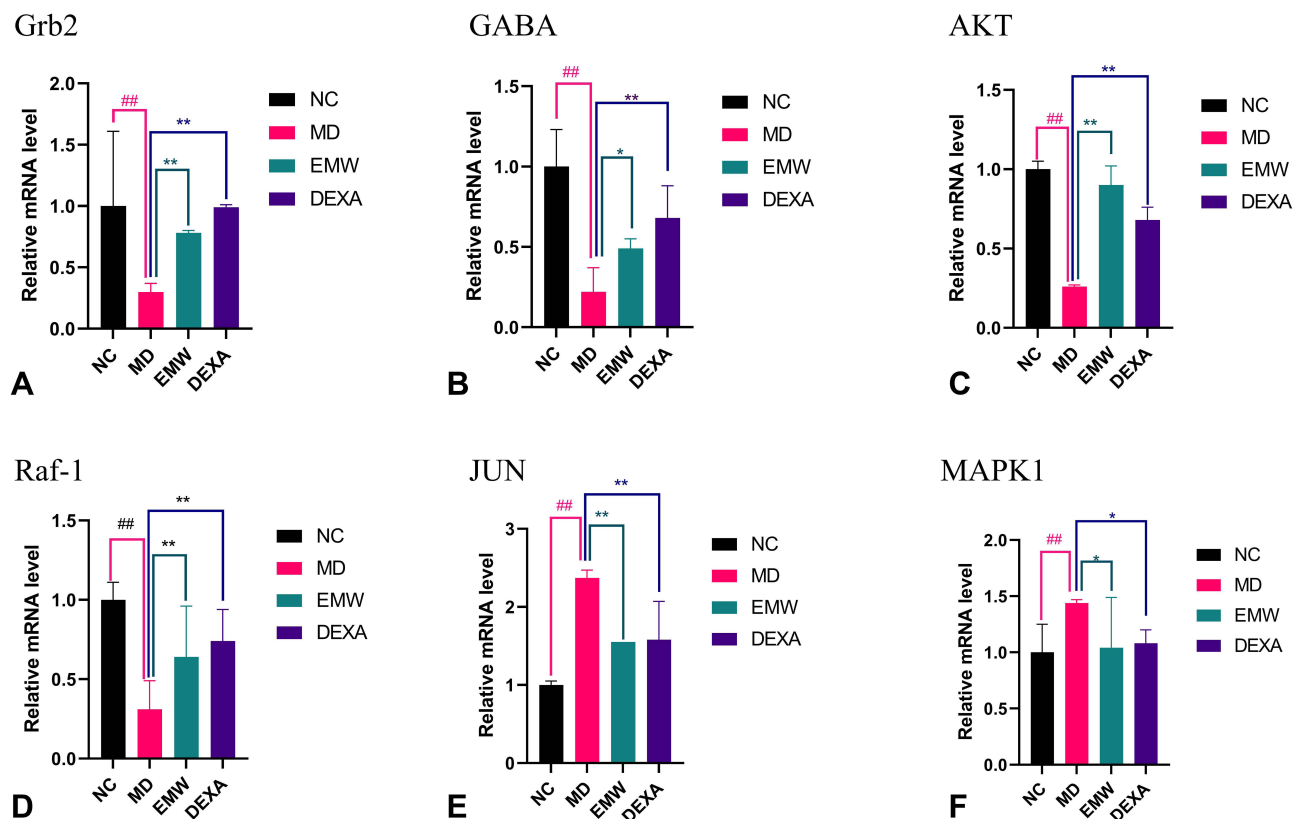 Grb2
Relative mRNA level
2.0
1.5
1.0
0.5
0.0
##
**
**
NC
MD
EMW
DEXA
NC
MD
EMW
DEXA
A
GABA
Relative mRNA level
1.5
1.0
0.5
0.0
##
**
*
NC
MD
EMW
DEXA
NC
MD
EMW
DEXA
B
AKT
Relative mRNA level
1.5
1.0
0.5
0.0
##
**
**
NC
MD
EMW
DEXA
NC
MD
EMW
DEXA
C
Raf-1
Relative mRNA level
1.5
1.0
0.5
0.0
##
**
**
NC
MD
EMW
DEXA
NC
MD
EMW
DEXA
D
JUN
Relative mRNA level
3
2
1
0
##
**
**
NC
MD
EMW
DEXA
NC
MD
EMW
DEXA
E
MAPK1
Relative mRNA level
2.0
1.5
1.0
0.5
0.0
##
*
*
NC
MD
EMW
DEXA
NC
MD
EMW
DEXA
F